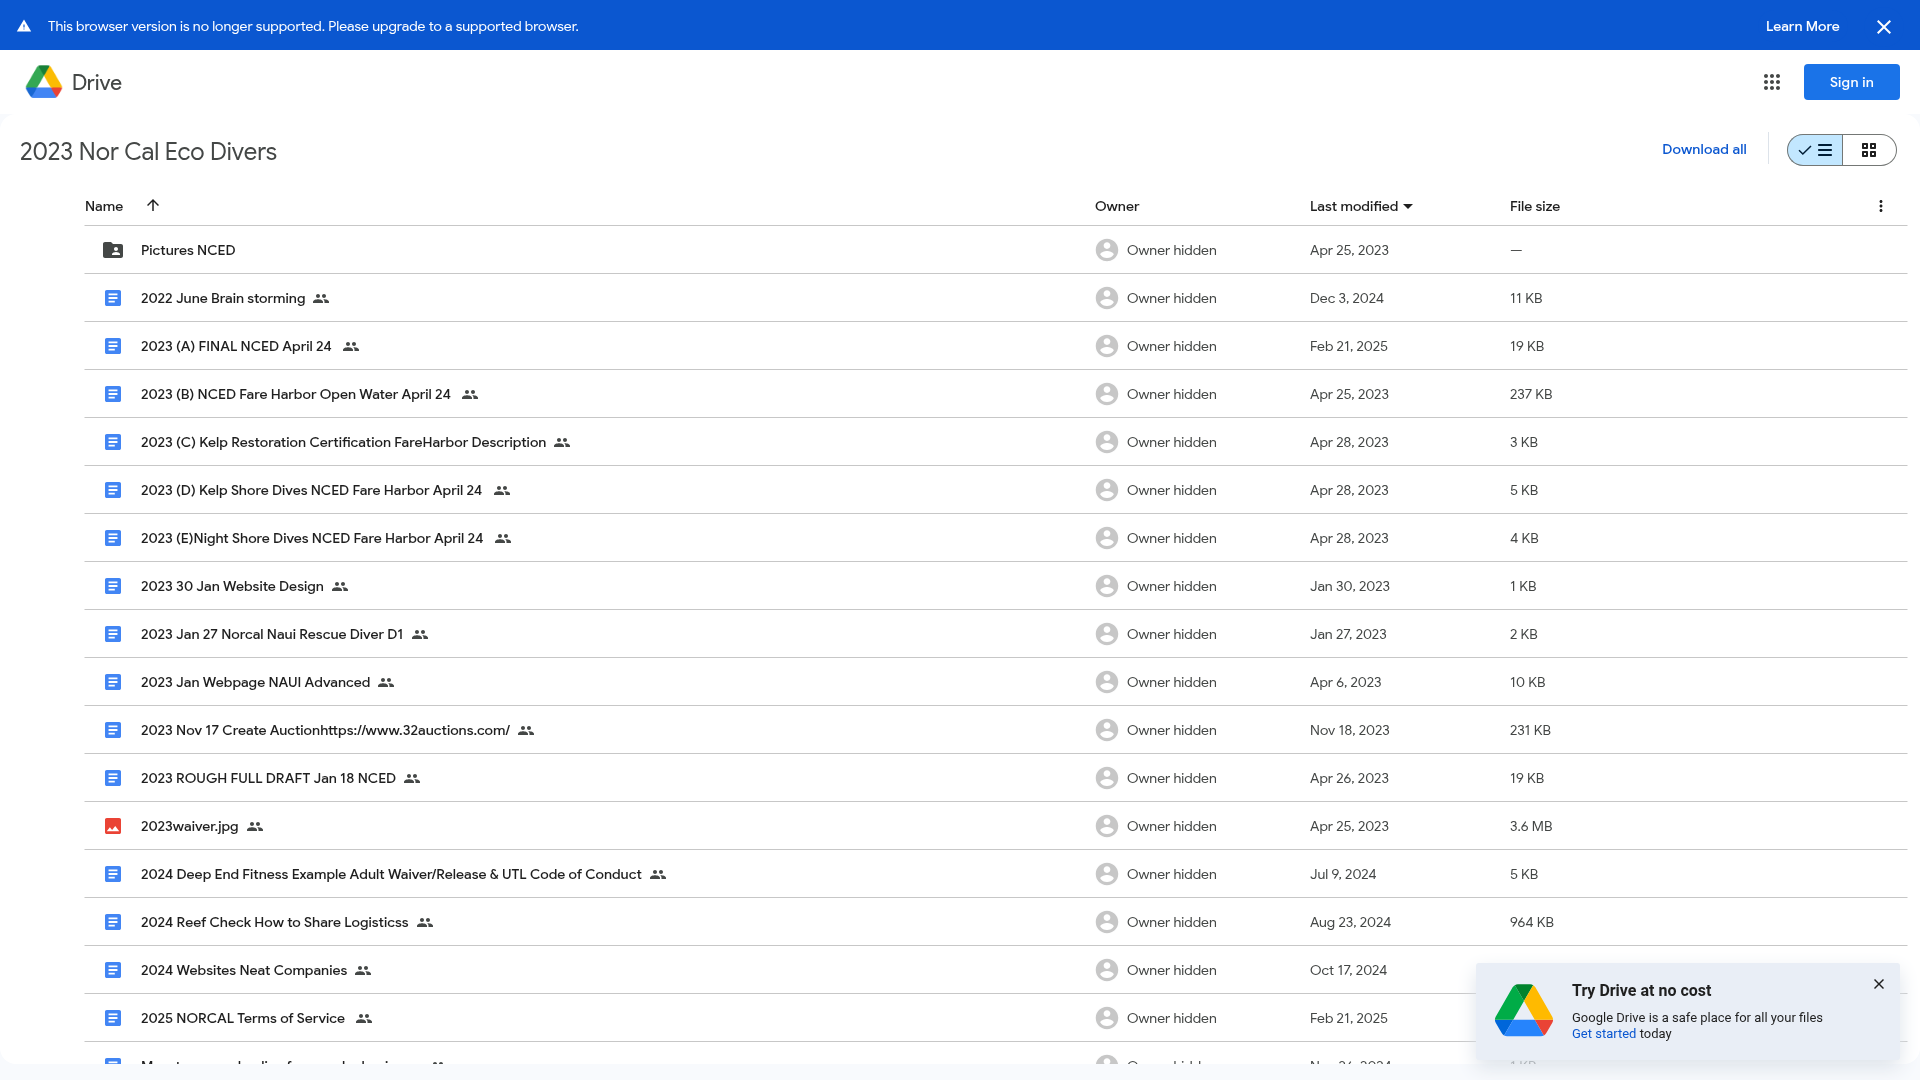 This browser version is no longer supported. Please upgrade to a supported browser.
Learn More
Drive
Sign in
2023 Nor Cal Eco Divers
Download all
Name Owner Last modified File size
Pictures NCED Owner hidden Apr 25, 2023 —
2022 June Brain storming Owner hidden Dec 3, 2024 11 KB
2023 (A) FINAL NCED April 24 Owner hidden Feb 21, 2025 19 KB
2023 (B) NCED Fare Harbor Open Water April 24 Owner hidden Apr 25, 2023 237 KB
2023 (C) Kelp Restoration Certification FareHarbor Description Owner hidden Apr 28, 2023 3 KB
2023 (D) Kelp Shore Dives NCED Fare Harbor April 24 Owner hidden Apr 28, 2023 5 KB
2023 (E)Night Shore Dives NCED Fare Harbor April 24 Owner hidden Apr 28, 2023 4 KB
2023 30 Jan Website Design Owner hidden Jan 30, 2023 1 KB
2023 Jan 27 Norcal Naui Rescue Diver D1 Owner hidden Jan 27, 2023 2 KB
2023 Jan Webpage NAUI Advanced Owner hidden Apr 6, 2023 10 KB
2023 Nov 17 Create Auctionhttps://www.32auctions.com/ Owner hidden Nov 18, 2023 231 KB
2023 ROUGH FULL DRAFT Jan 18 NCED Owner hidden Apr 26, 2023 19 KB
2023waiver.jpg Owner hidden Apr 25, 2023 3.6 MB
2024 Deep End Fitness Example Adult Waiver/Release & UTL Code of Conduct Owner hidden Jul 9, 2024 5 KB
2024 Reef Check How to Share Logisticss Owner hidden Aug 23, 2024 964 KB
2024 Websites Neat Companies Owner hidden Oct 17, 2024
2025 NORCAL Terms of Service Owner hidden Feb 21, 2025
Try Drive at no cost
Google Drive is a safe place for all your files
Get started today